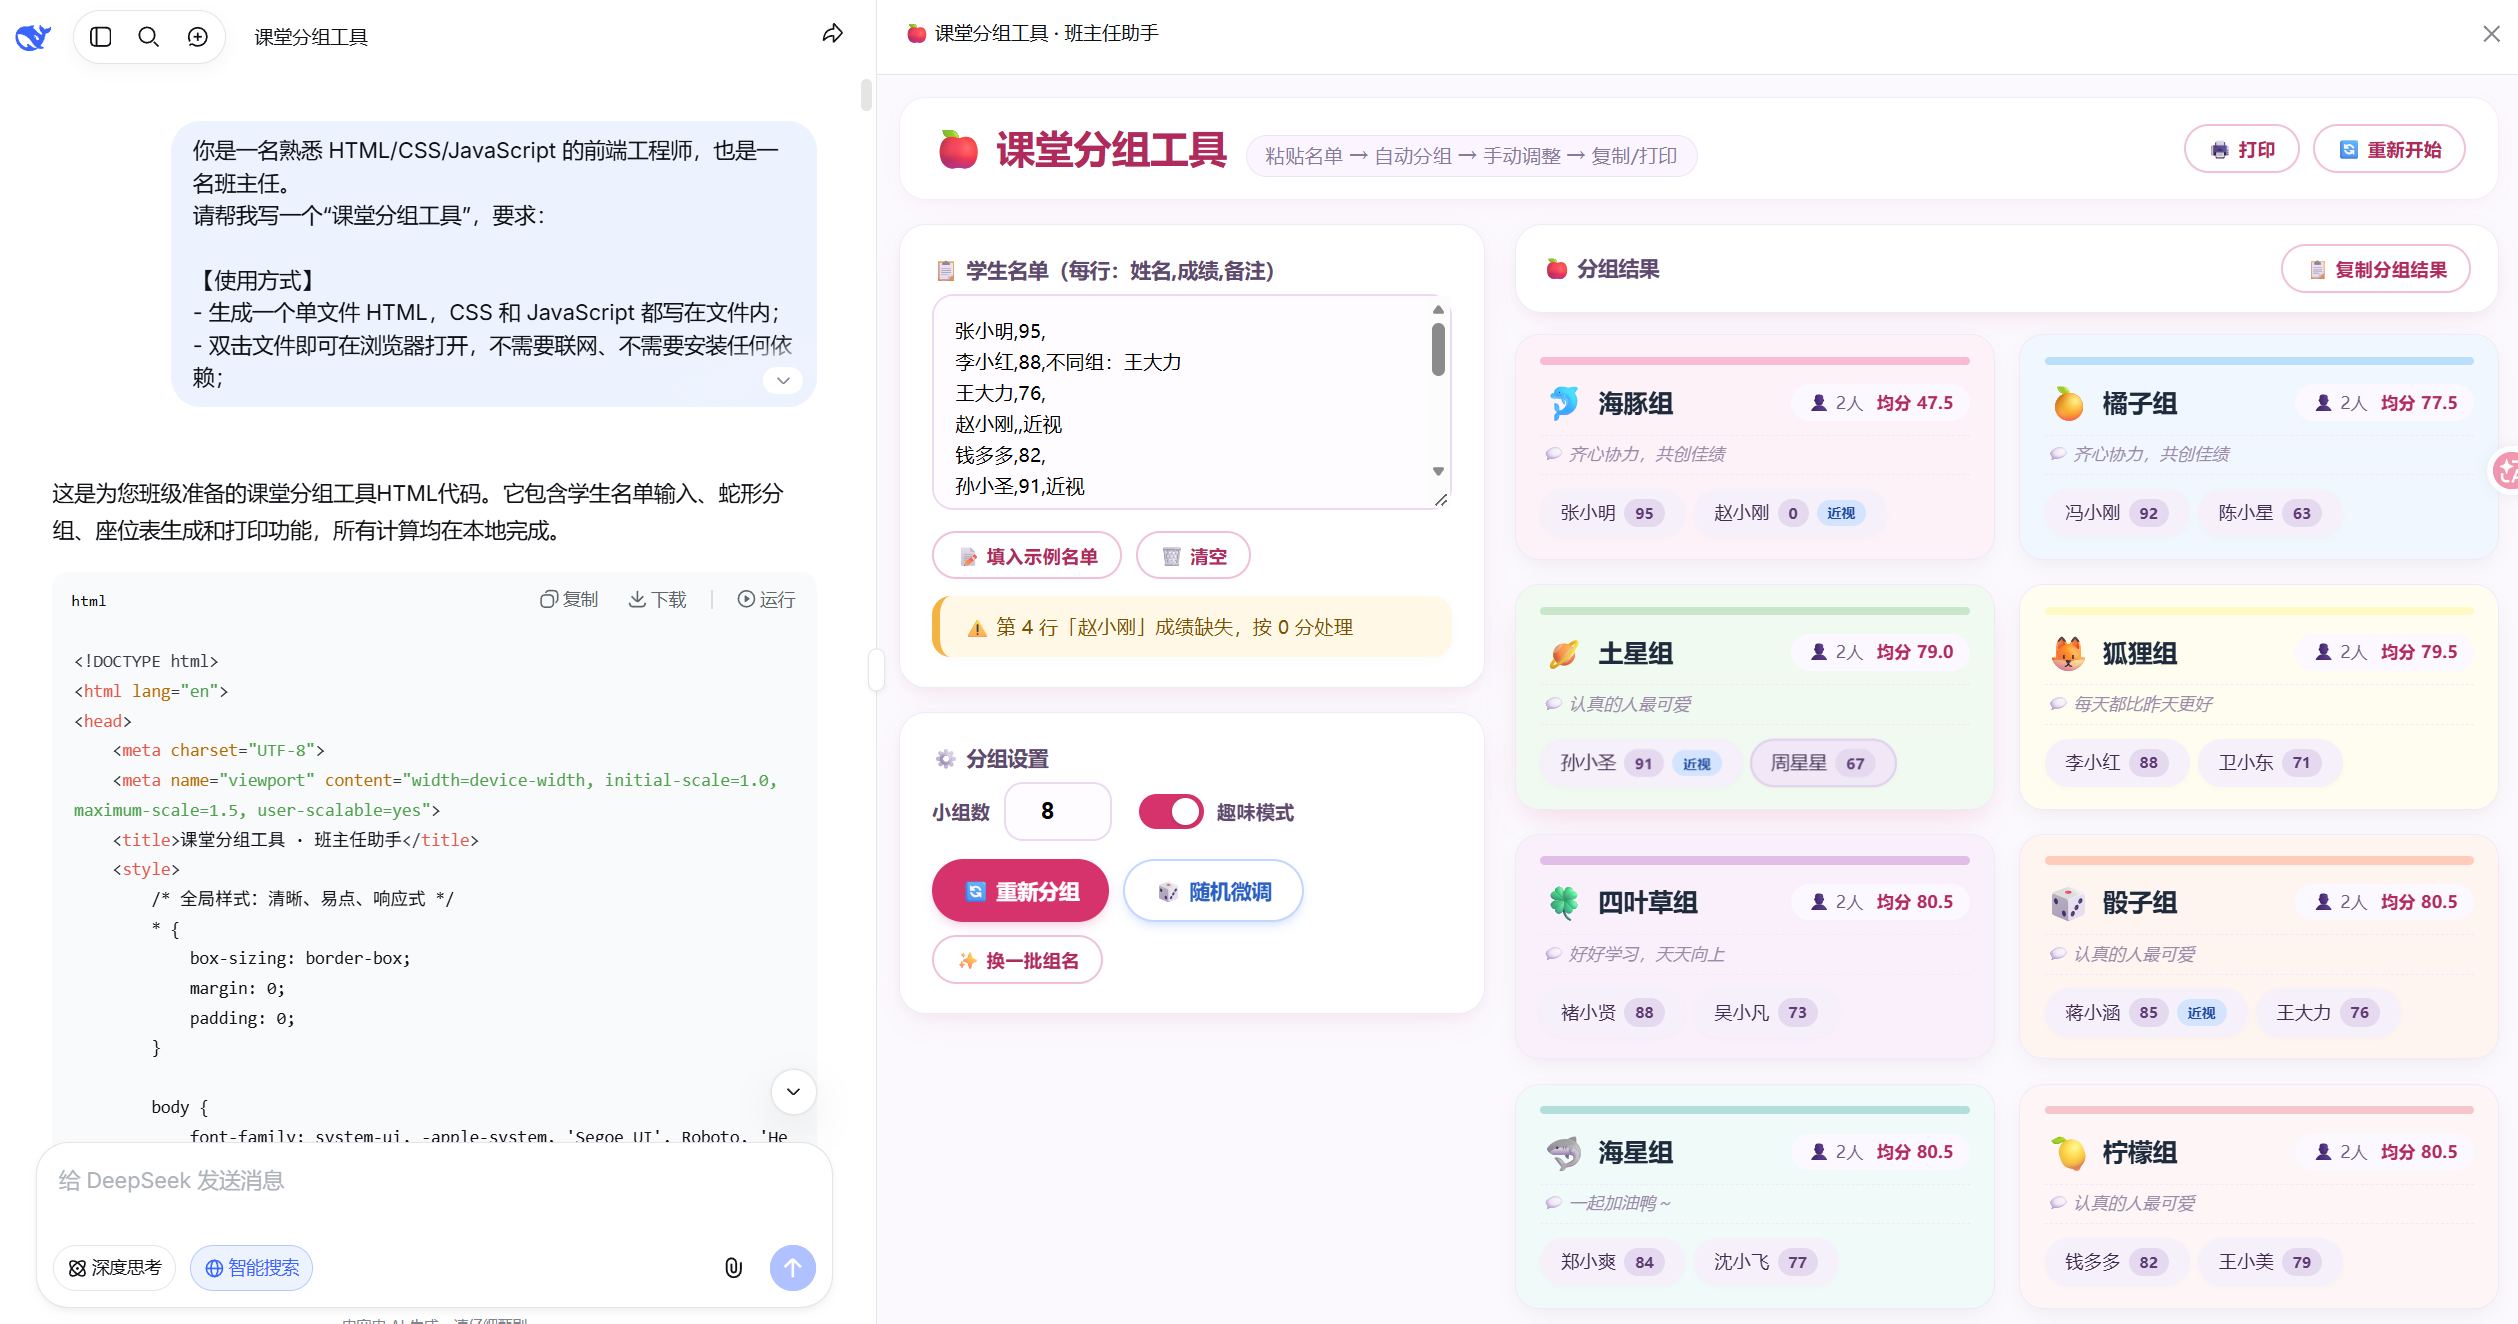 课堂分组工具
你是一名熟悉 HTML/CSS/JavaScript 的前端工程师，也是一
名班主任。
请帮我写一个“课堂分组工具”，要求：
【使用方式】
- 生成一个单文件 HTML，CSS 和 JavaScript 都写在文件内；
- 双击文件即可在浏览器打开，不需要联网、不需要安装任何依
赖；
这是为您班级准备的课堂分组工具HTML代码。它包含学生名单输入、蛇形分
组、座位表生成和打印功能，所有计算均在本地完成。
html
复制
下载
运行
<!DOCTYPE html>
<html lang="en">
<head>
<meta charset="UTF-8">
<meta name="viewport" content="width=device-width, initial-scale=1.0,
maximum-scale=1.5, user-scalable=yes">
<title>课堂分组工具 · 班主任助手</title>
<style>
/* 全局样式：清晰、易点、响应式 */
* {
box-sizing: border-box;
margin: 0;
padding: 0;
}
body {
font-family: system-ui, -apple-system, 'Segoe UI', Roboto, 'He
给 DeepSeek 发送消息
深度思考
智能搜索
课堂分组工具 · 班主任助手
课堂分组工具
粘贴名单 → 自动分组 → 手动调整 → 复制/打印
打印
重新开始
学生名单（每行：姓名,成绩,备注）
张小明,95,
李小红,88,不同组：王大力
王大力,76,
赵小刚,,近视
钱多多,82,
孙小圣,91,近视
填入示例名单
清空
第 4 行「赵小刚」成绩缺失，按 0 分处理
分组设置
小组数 8 趣味模式
重新分组
随机微调
换一批组名
分组结果
复制分组结果
海豚组 2人 均分 47.5
齐心协力，共创佳绩
张小明 95 赵小刚 0 近视
橘子组 2人 均分 77.5
齐心协力，共创佳绩
冯小刚 92 陈小星 63
土星组 2人 均分 79.0
认真的人最可爱
孙小圣 91 近视 周星星 67
狐狸组 2人 均分 79.5
每天都比昨天更好
李小红 88 卫小东 71
四叶草组 2人 均分 80.5
好好学习，天天向上
褚小贤 88 吴小凡 73
骰子组 2人 均分 80.5
认真的人最可爱
蒋小涵 85 近视 王大力 76
海星组 2人 均分 80.5
一起加油鸭～
郑小爽 84 沈小飞 77
柠檬组 2人 均分 80.5
认真的人最可爱
钱多多 82 王小美 79